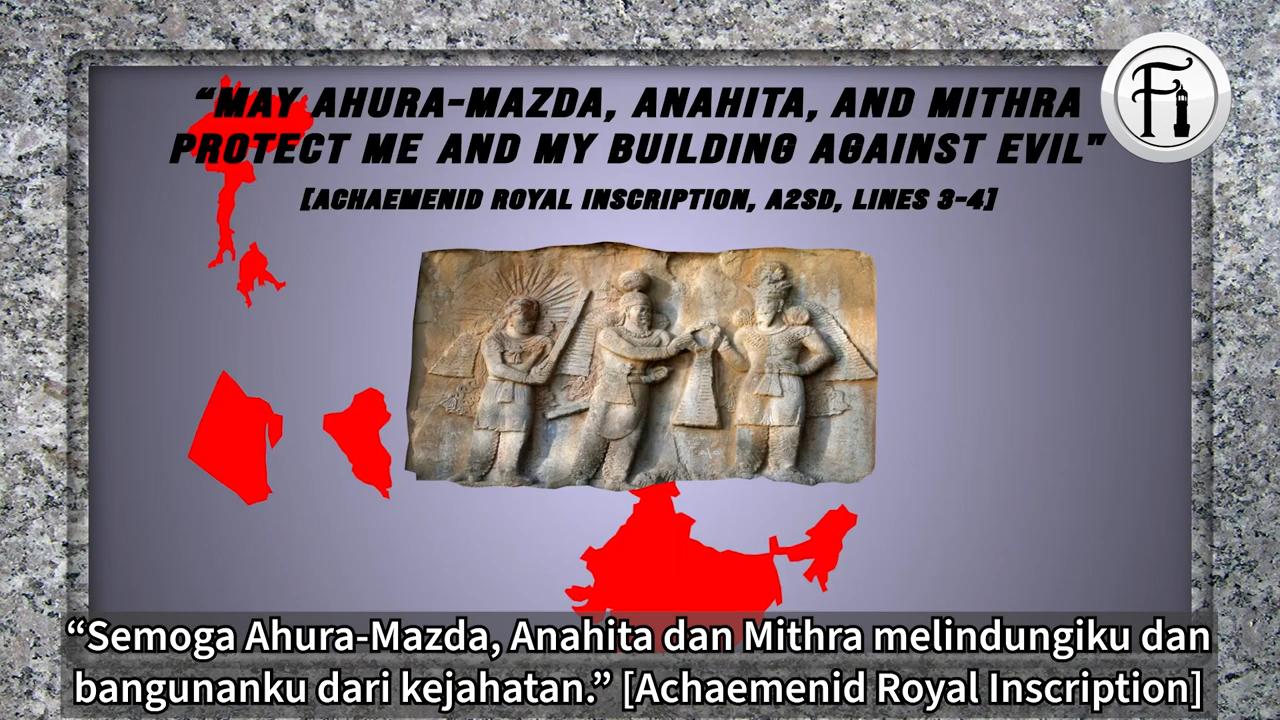 “MAY AHURA-MAZDA, ANAHITA, AND MITHRA
PROTECT ME AND MY BUILDING AGAINST EVIL"
[ACHAEMENID ROYAL INSCRIPTION, A2SD, LINES 3-4]
Fi
“Semoga Ahura-Mazda, Anahita dan Mithra melindungiku dan
bangunanku dari kejahatan.” [Achaemenid Royal Inscription]